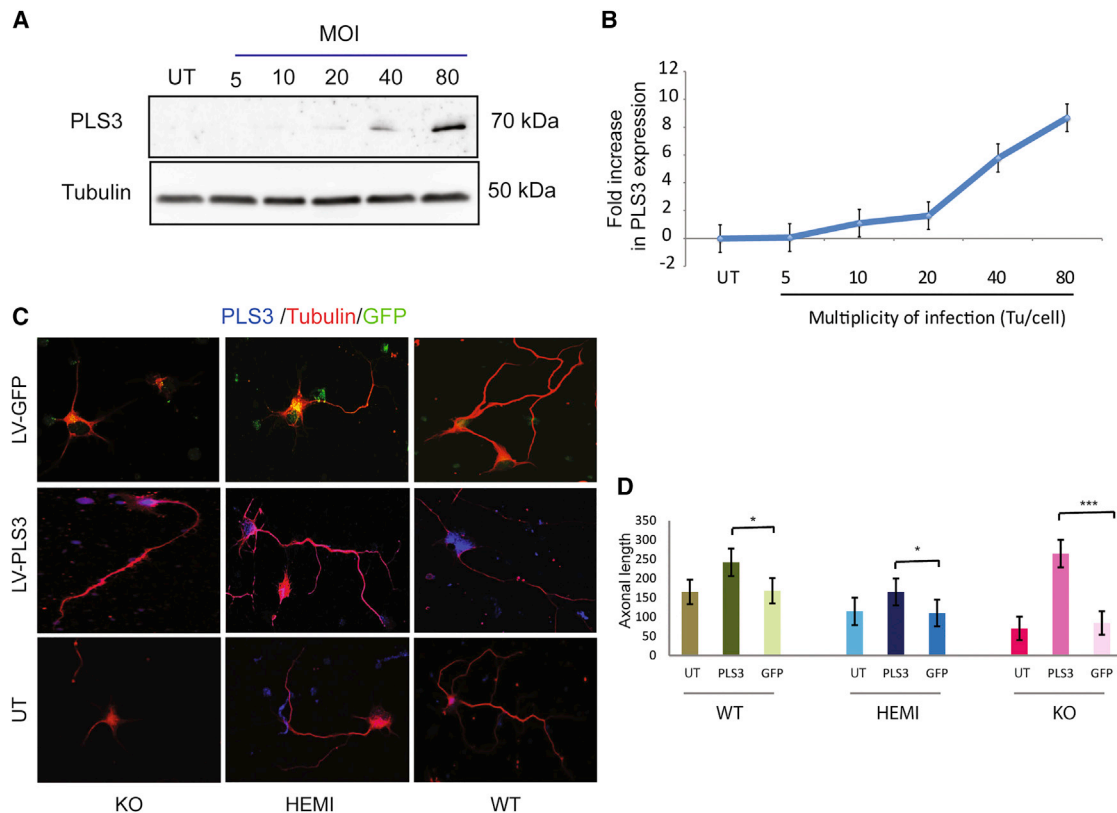 A
MOI
UT 5 10 20 40 80
PLS3 70 kDa
Tubulin 50 kDa
B
Fold increase
in PLS3 expression
12
10
8
6
4
2
0
-2
UT 5 10 20 40 80
Multiplicity of infection (Tu/cell)
C
PLS3 /Tubulin/GFP
LV-GFP
LV-PLS3
UT
KO HEMI WT
D
Axonal length
350
300
250
200
150
100
50
0
* * ***
UT PLS3 GFP UT PLS3 GFP UT PLS3 GFP
WT HEMI KO